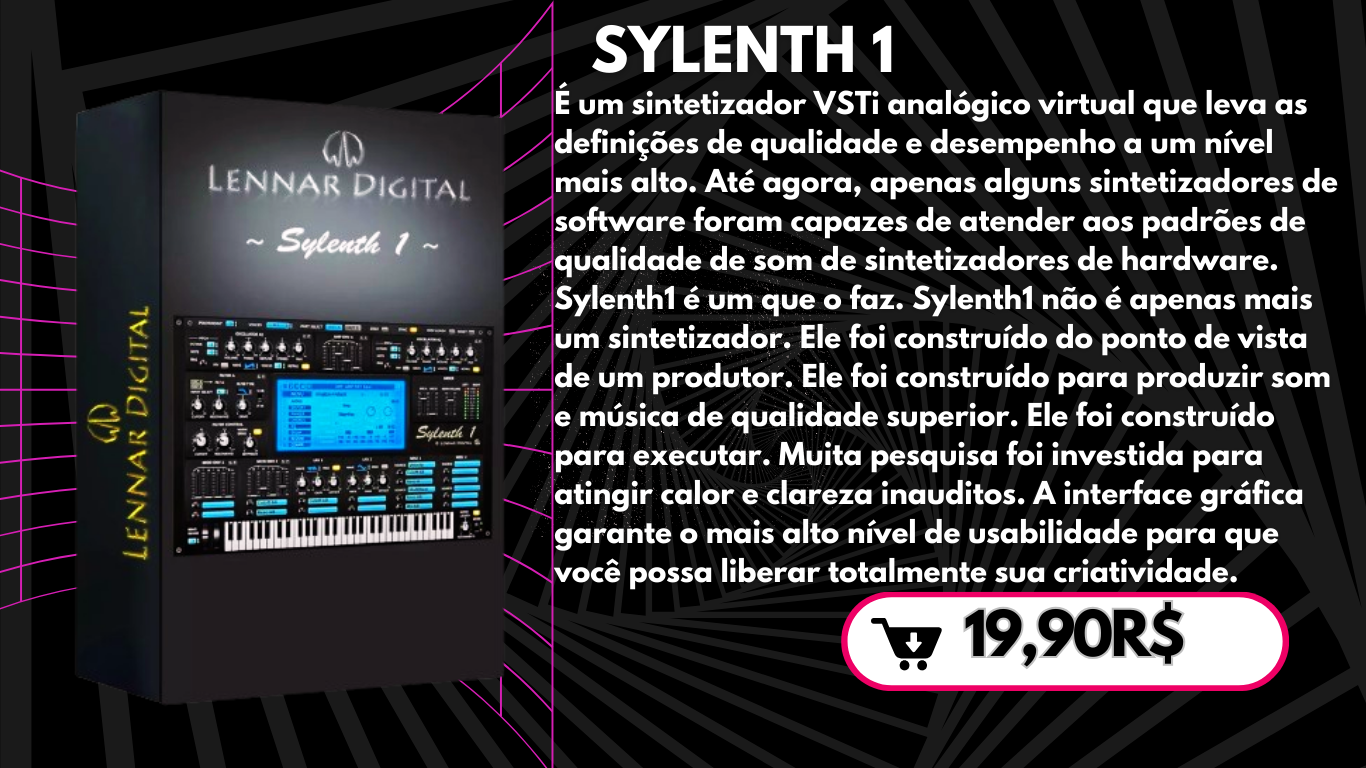 SYLENTH 1
É um sintetizador VSTi analógico virtual que leva as
definições de qualidade e desempenho a um nível
mais alto. Até agora, apenas alguns sintetizadores de
software foram capazes de atender aos padrões de
qualidade de som de sintetizadores de hardware.
Sylenth1 é um que o faz. Sylenth1 não é apenas mais
um sintetizador. Ele foi construído do ponto de vista
de um produtor. Ele foi construído para produzir som
e música de qualidade superior. Ele foi construído
para executar. Muita pesquisa foi investida para
atingir calor e clareza inauditos. A interface gráfica
garante o mais alto nível de usabilidade para que
você possa liberar totalmente sua criatividade.
19,90R$
LENNAR DIGITAL
~ Sylenth 1 ~
LENNAR DIGITAL
Sylenth 1